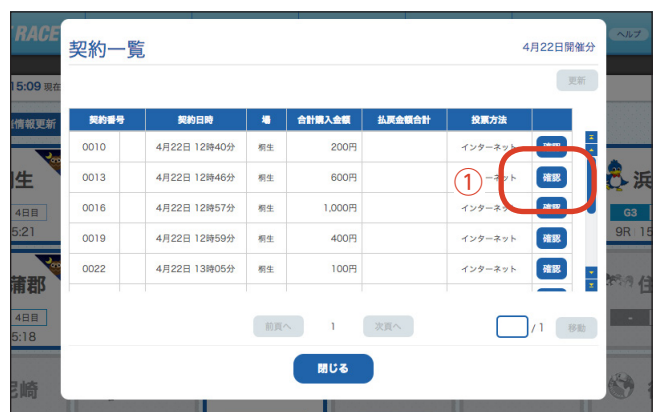 RACE
ヘルプ
契約一覧
4月22日開催分
更新
15:09 現在
情報更新
契約番号 契約日時 場 合計購入金額 払戻金額合計 投票方法
0010 4月22日 12時40分 桐生 200円 インターネット 確認
0013 4月22日 12時46分 桐生 600円 ーネット 確認
①
0016 4月22日 12時57分 桐生 1,000円 インターネット 確認
0019 4月22日 12時59分 桐生 400円 インターネット 確認
0022 4月22日 13時05分 桐生 100円 インターネット 確認
生
浜
4日目
5:21
G3
9R 15
蒲郡
住
4日目
5:18
-
前頁へ 1 次頁へ / 1 移動
閉じる
尼崎